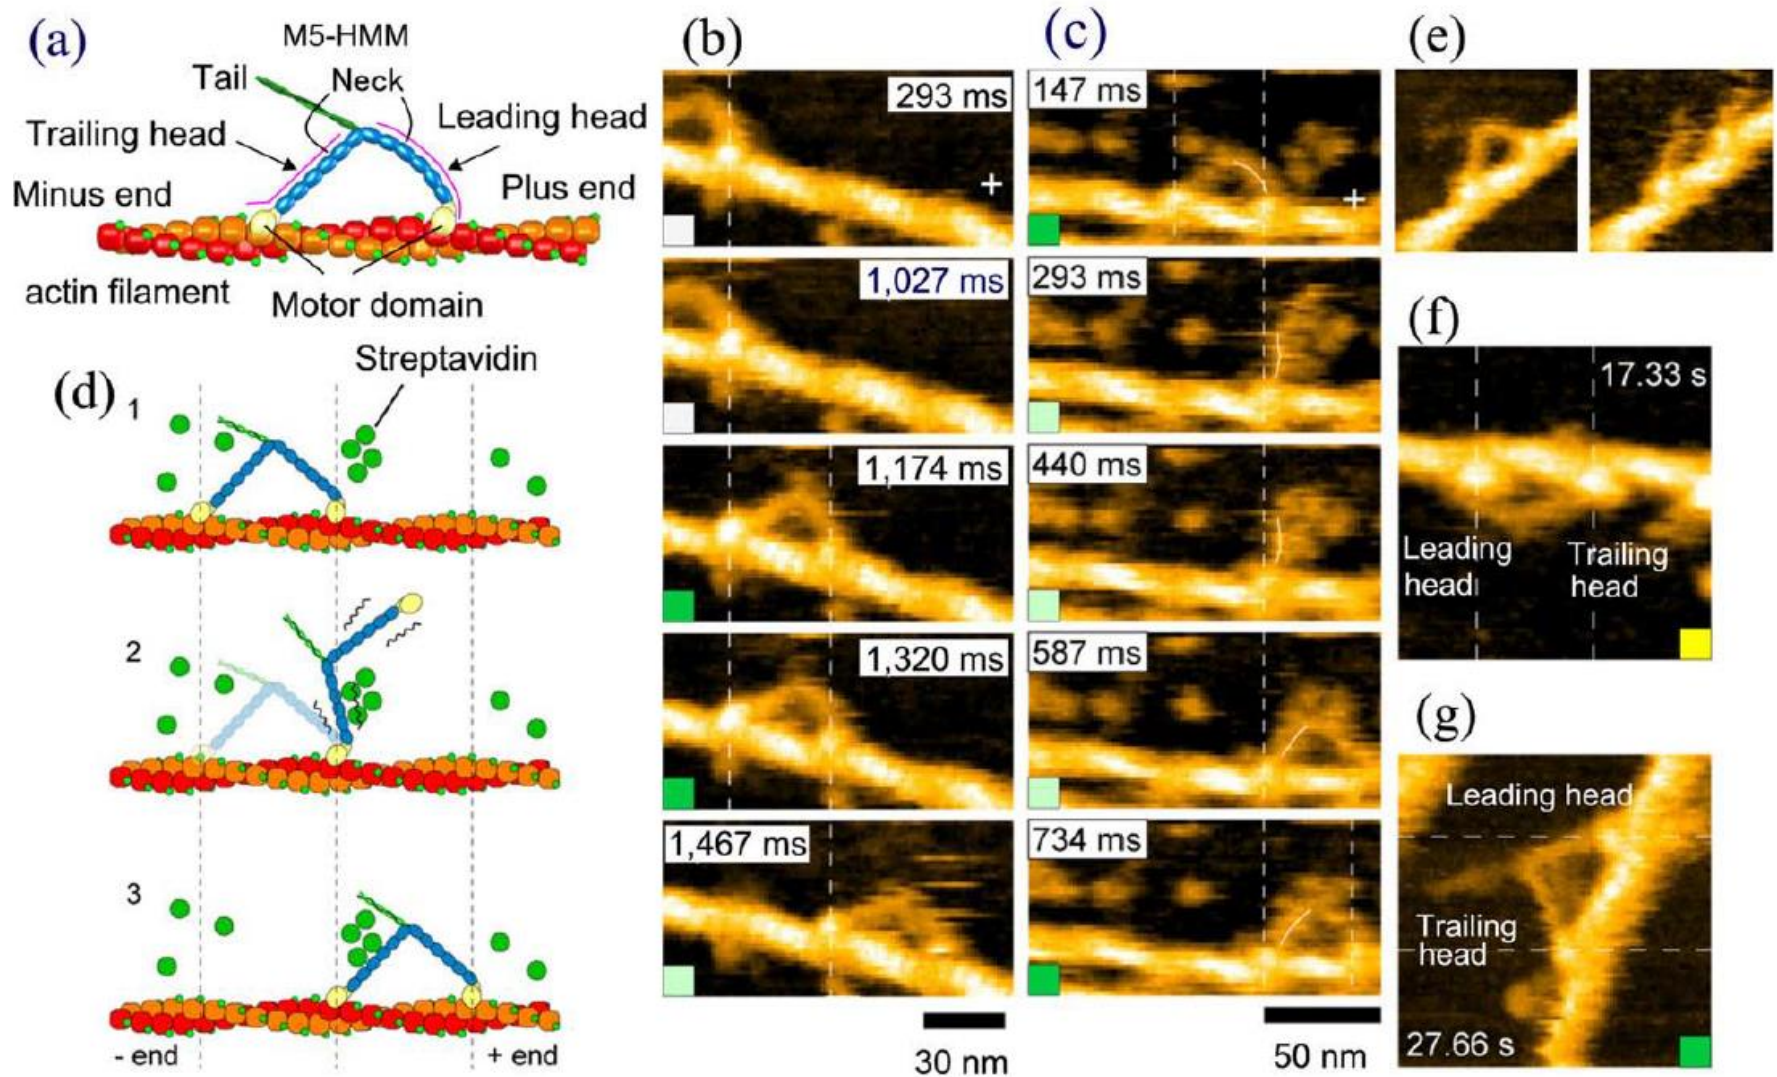 (a)
M5-HMM
Tail
Neck
Trailing head
Leading head
Minus end
Plus end
actin filament
Motor domain
(d)
Streptavidin
1
2
3
- end
+ end
(b)
293 ms
+
1,027 ms
1,174 ms
1,320 ms
1,467 ms
30 nm
(c)
147 ms
+
293 ms
440 ms
587 ms
734 ms
50 nm
(e)
(f)
17.33 s
Leading
head
Trailing
head
(g)
Leading head
Trailing
head
27.66 s